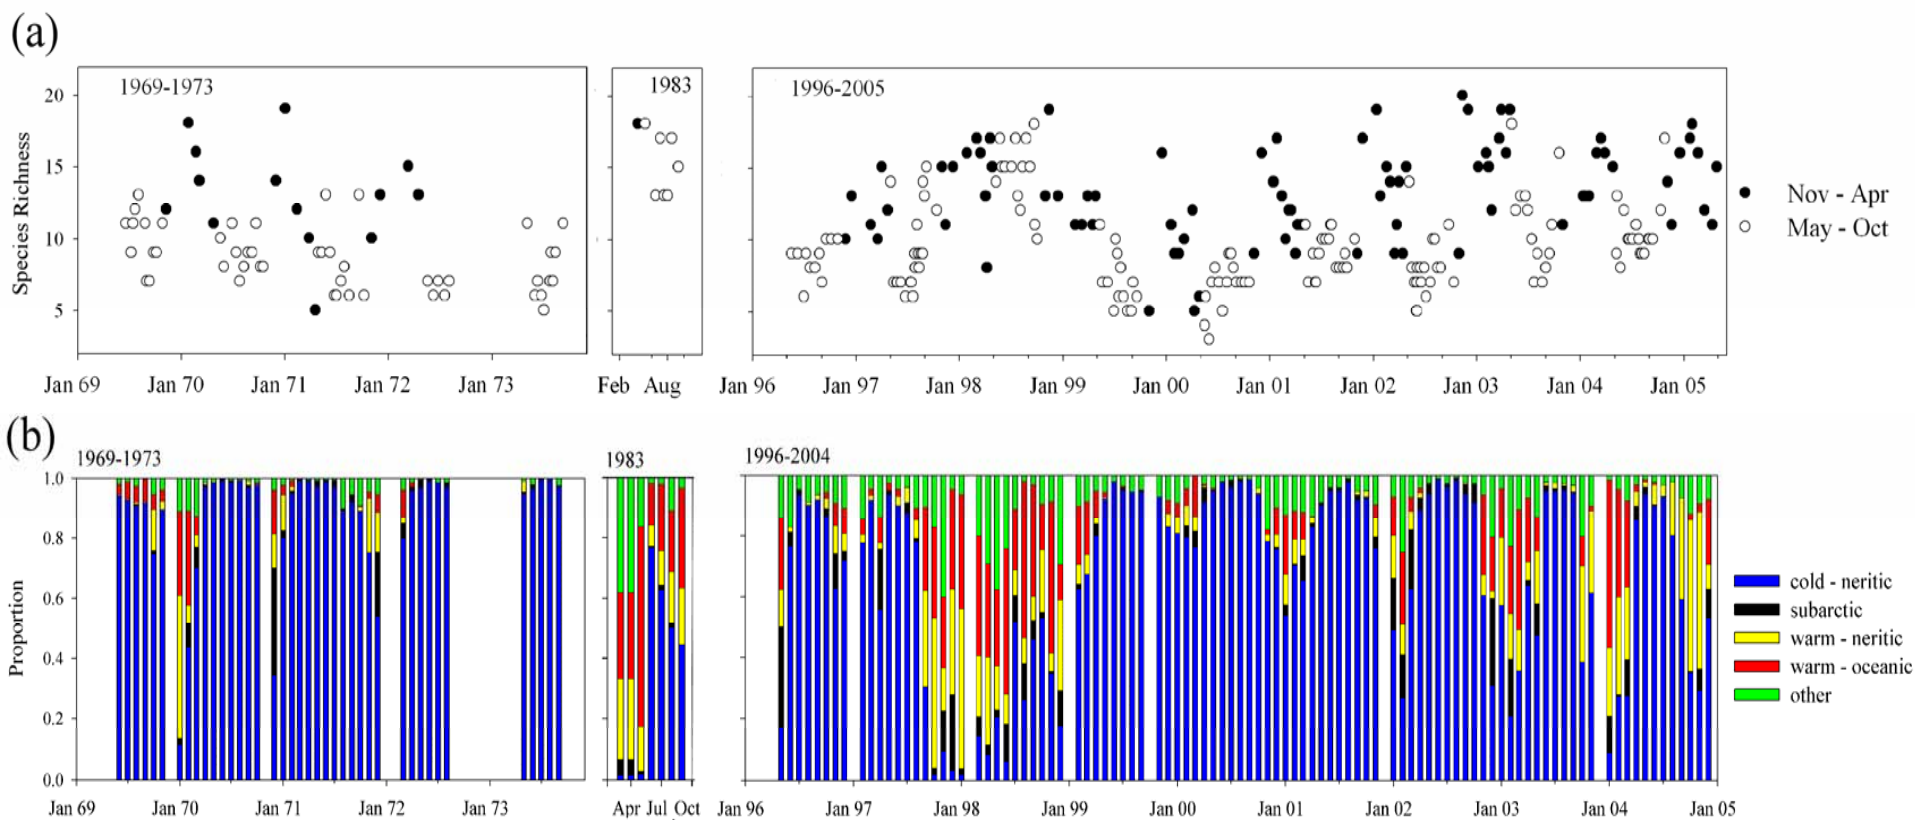 (a)
1969-1973
1983
1996-2005
20
15
10
5
Species Richness
Jan 69 Jan 70 Jan 71 Jan 72 Jan 73
Feb Aug
Jan 96 Jan 97 Jan 98 Jan 99 Jan 00 Jan 01 Jan 02 Jan 03 Jan 04 Jan 05
Nov - Apr
May - Oct
(b)
1969-1973
1983
1996-2004
1.0
0.8
0.6
0.4
0.2
0.0
Proportion
Jan 69 Jan 70 Jan 71 Jan 72 Jan 73
Apr Jul Oct
Jan 96 Jan 97 Jan 98 Jan 99 Jan 00 Jan 01 Jan 02 Jan 03 Jan 04 Jan 05
cold - neritic
subarctic
warm - neritic
warm - oceanic
other